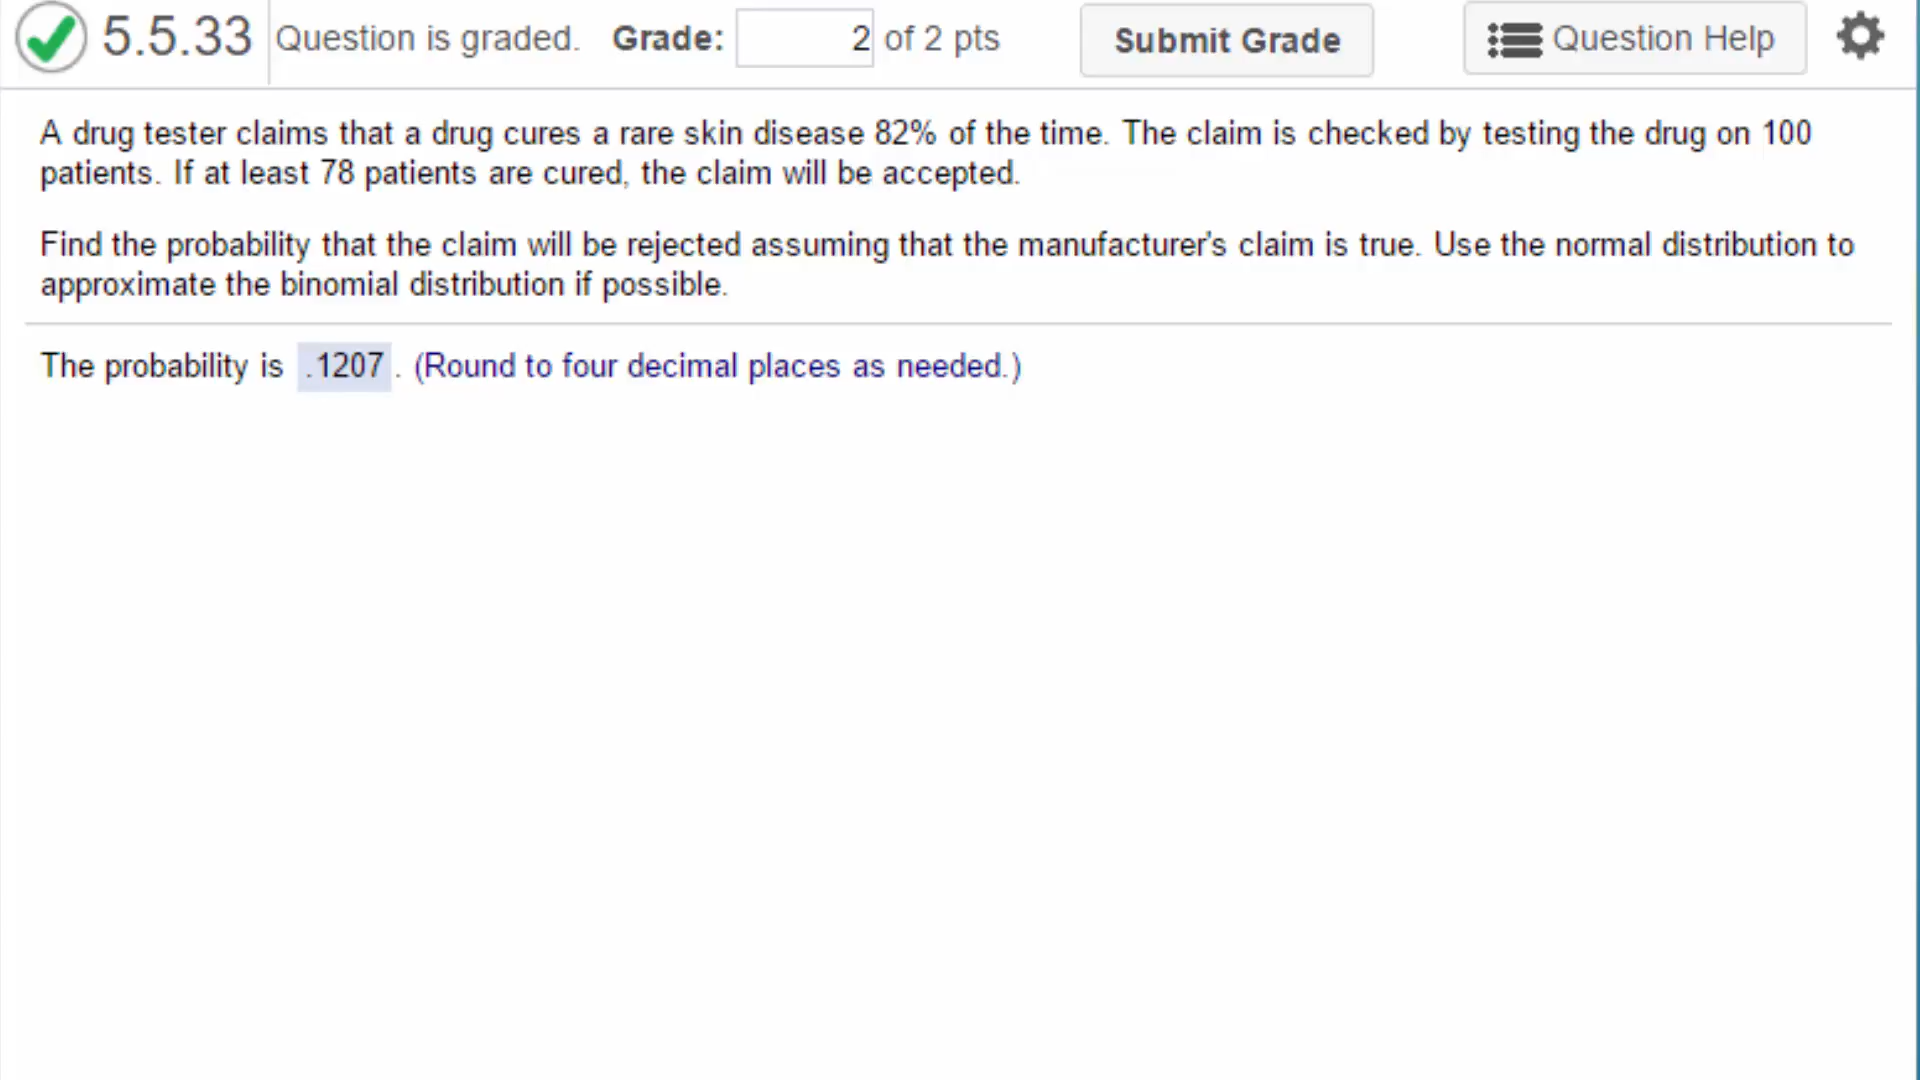 5.5.33 Question is graded. Grade: 2 of 2 pts Submit Grade Question Help
A drug tester claims that a drug cures a rare skin disease 82% of the time. The claim is checked by testing the drug on 100
patients. If at least 78 patients are cured, the claim will be accepted.
Find the probability that the claim will be rejected assuming that the manufacturer's claim is true. Use the normal distribution to
approximate the binomial distribution if possible.
The probability is .1207. (Round to four decimal places as needed.)